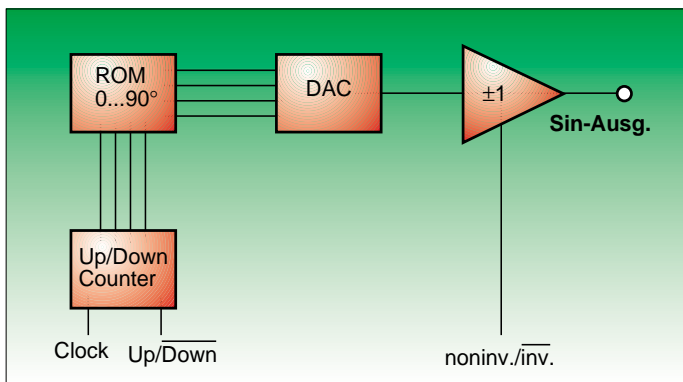 ROM
0...90°
DAC
±1
Sin-Ausg.
Up/Down
Counter
Clock
Up/Down
noninv./inv.